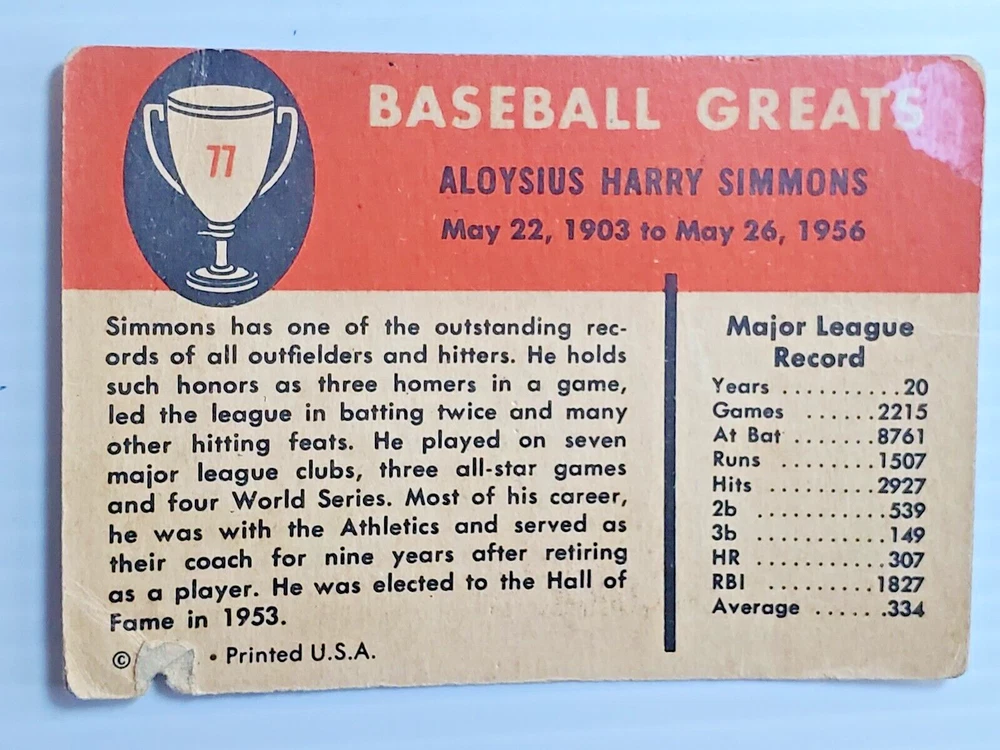 77
BASEBALL GREATS
ALOYSIUS HARRY SIMMONS
May 22, 1903 to May 26, 1956
Simmons has one of the outstanding rec-
ords of all outfielders and hitters. He holds
such honors as three homers in a game,
led the league in batting twice and many
other hitting feats. He played on seven
major league clubs, three all-star games
and four World Series. Most of his career,
he was with the Athletics and served as
their coach for nine years after retiring
as a player. He was elected to the Hall of
Fame in 1953.
© • Printed U.S.A.
Major League
Record
Years ..........20
Games ......2215
At Bat .......8761
Runs .........1507
Hits ..........2927
2b ...........539
3b ...........149
HR ...........307
RBI ..........1827
Average ......334